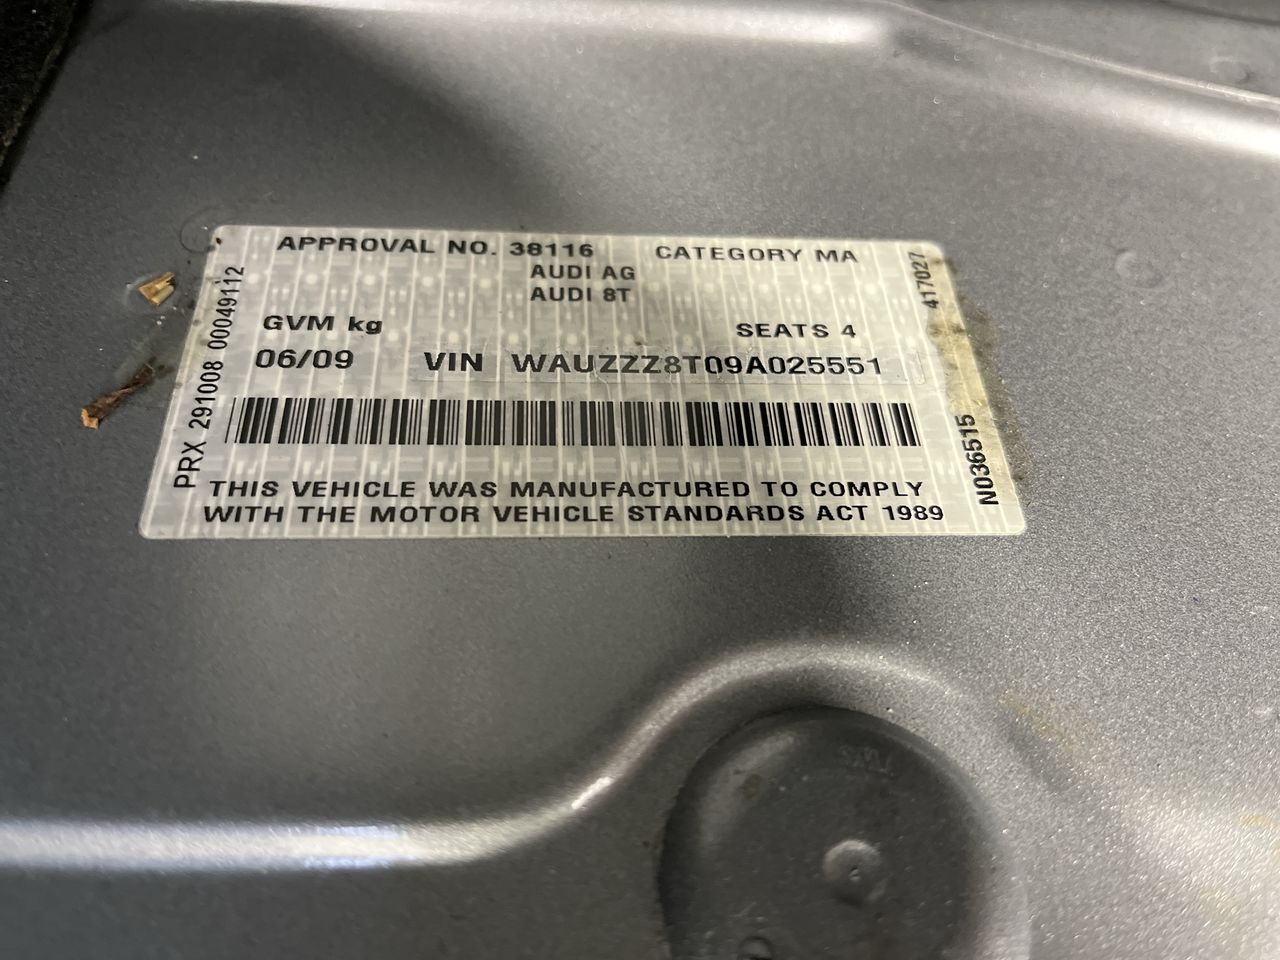 APPROVAL NO. 38116 CATEGORY MA
AUDI AG
AUDI 8T
GVM kg SEATS 4
06/09 VIN WAUZZZ8T09A025551
THIS VEHICLE WAS MANUFACTURED TO COMPLY
WITH THE MOTOR VEHICLE STANDARDS ACT 1989
PRX 291008 00049112
417027
N036515